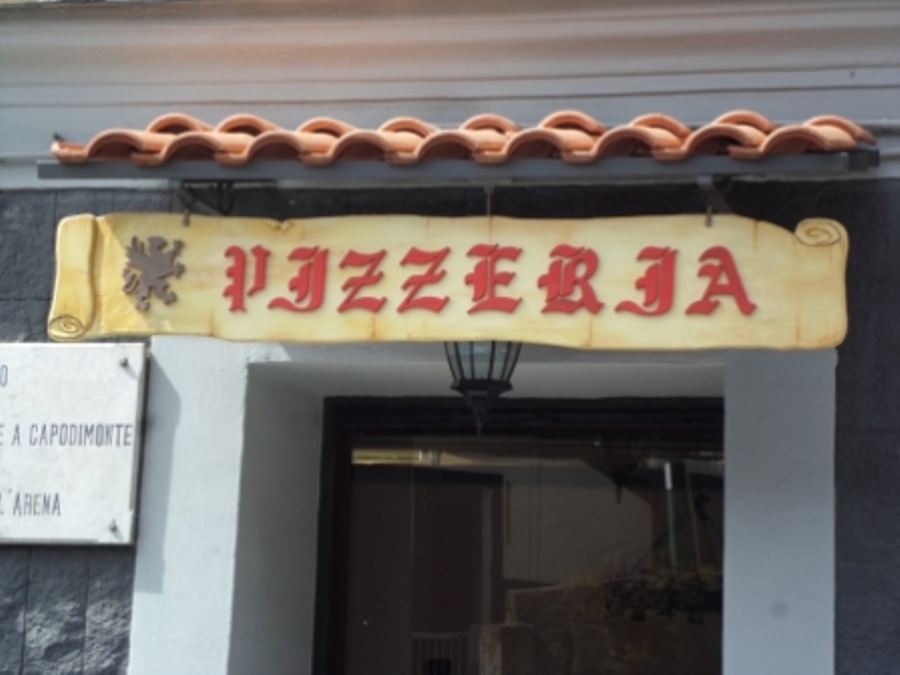 PIZZERIA
O
E A CAPODIMONTE
L'ARENA